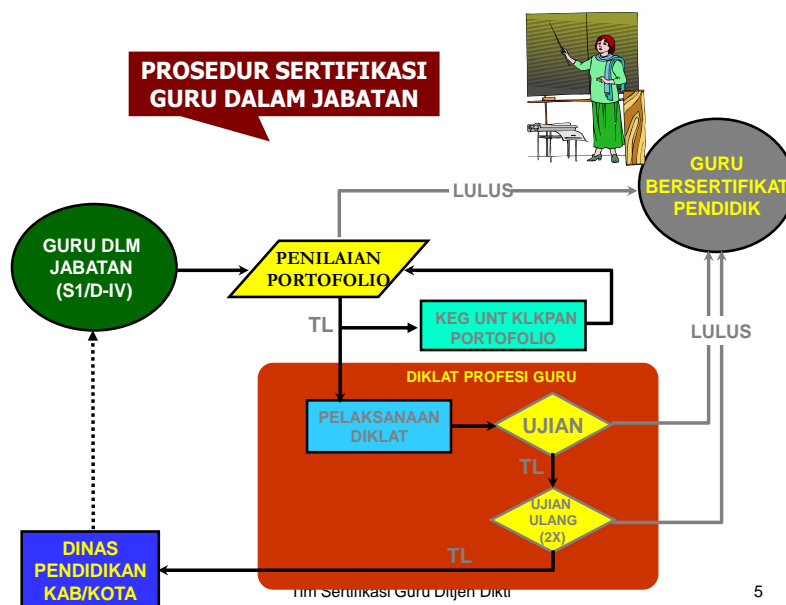 PROSEDUR SERTIFIKASI
GURU DALAM JABATAN
GURU
BERSERTIFIKAT
PENDIDIK
LULUS
GURU DLM
JABATAN
(S1/D-IV)
PENILAIAN
PORTOFOLIO
TL
KEG UNT KLKPAN
PORTOFOLIO
LULUS
DIKLAT PROFESI GURU
PELAKSANAAN
DIKLAT
UJIAN
TL
UJIAN
ULANG
(2X)
TL
DINAS
PENDIDIKAN
KAB/KOTA
Tim Sertifikasi Guru Ditjen Dikti
5